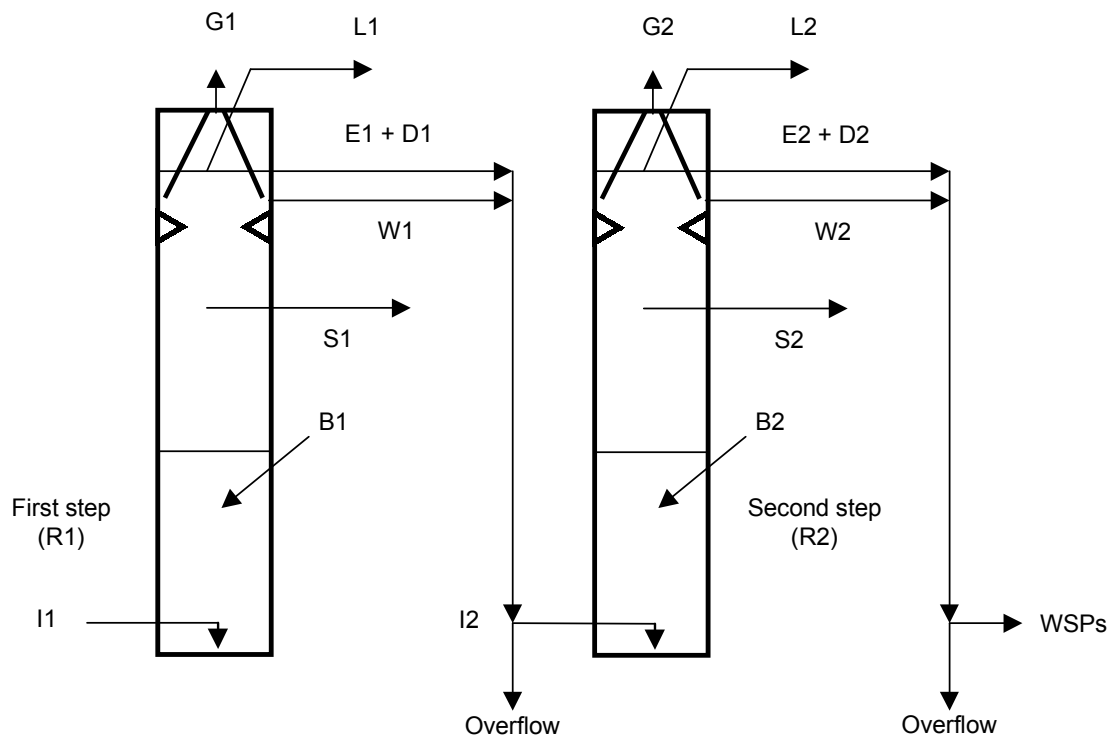 G1
L1
G2
L2
E1 + D1
E2 + D2
W1
W2
S1
S2
B1
B2
First step
(R1)
Second step
(R2)
I1
I2
WSPs
Overflow
Overflow